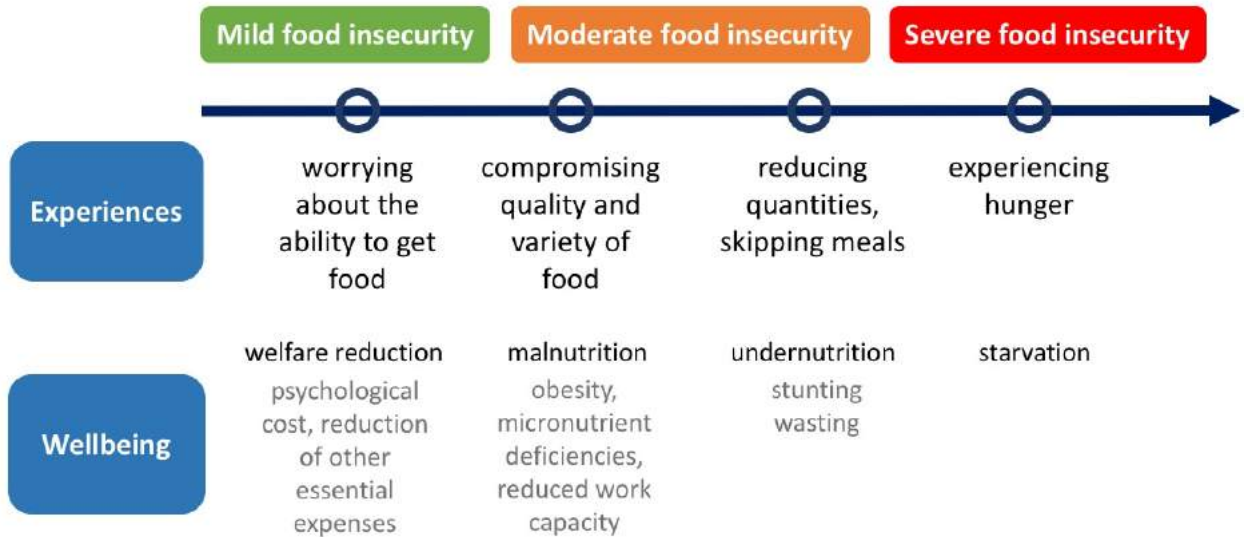 Mild food insecurity
Moderate food insecurity
Severe food insecurity
Experiences
worrying
about the
ability to get
food
compromising
quality and
variety of
food
reducing
quantities,
skipping meals
experiencing
hunger
Wellbeing
welfare reduction
psychological
cost, reduction
of other
essential
expenses
malnutrition
obesity,
micronutrient
deficiencies,
reduced work
capacity
undernutrition
stunting
wasting
starvation